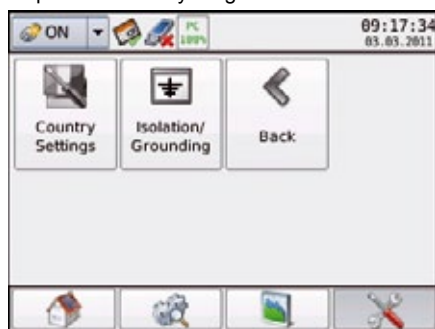 ON
PC
100%
09:17:34
03.03.2011
Country
Settings
Isolation/
Grounding
Back